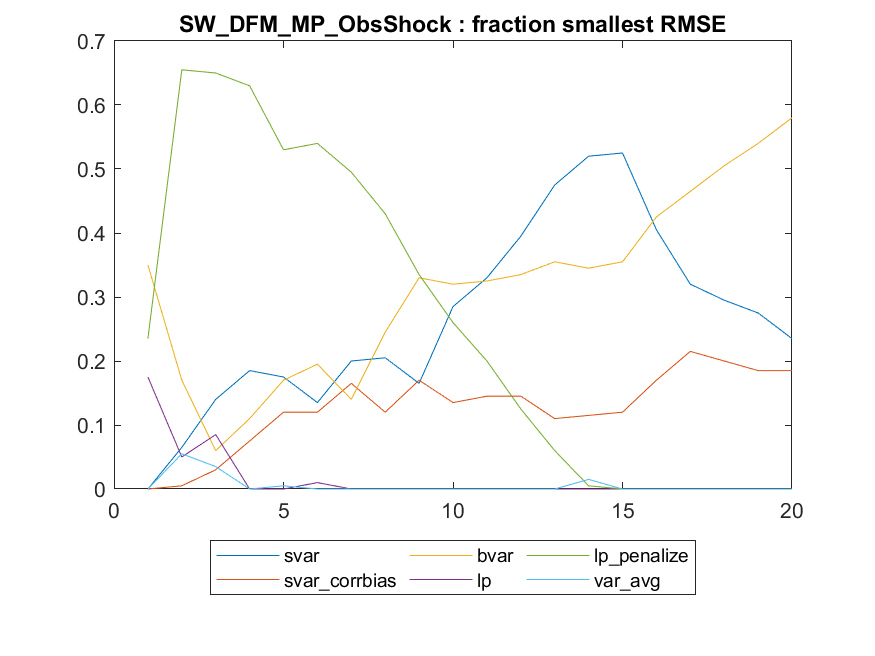 SW_DFM_MP_ObsShock : fraction smallest RMSE
0.7
0.6
0.5
0.4
0.3
0.2
0.1
0
0 5 10 15 20
svar bvar lp_penalize
svar_corrbias lp var_avg